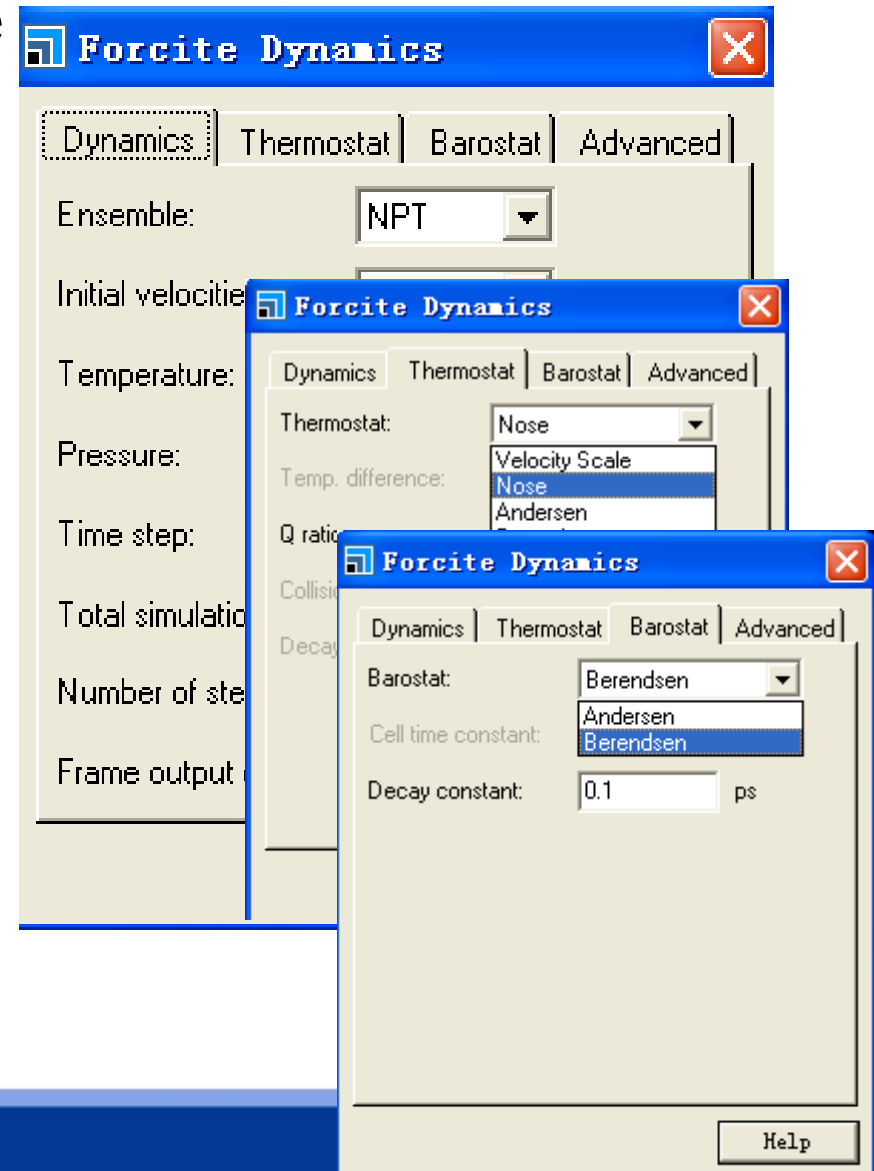 e
Forcite Dynamics
Dynamics Thermostat Barostat Advanced
Ensemble: NPT
Initial velocitie
Temperature:
Pressure:
Time step:
Total simulatio
Number of ste
Frame output
Forcite Dynamics
Dynamics Thermostat Barostat Advanced
Thermostat: Nose
Velocity Scale
Temp. difference: Nose
Andersen
Q ratio
Collisi
Decay
Forcite Dynamics
Dynamics Thermostat Barostat Advanced
Barostat: Berendsen
Andersen
Cell time constant: Berendsen
Decay constant: 0.1 ps
Help